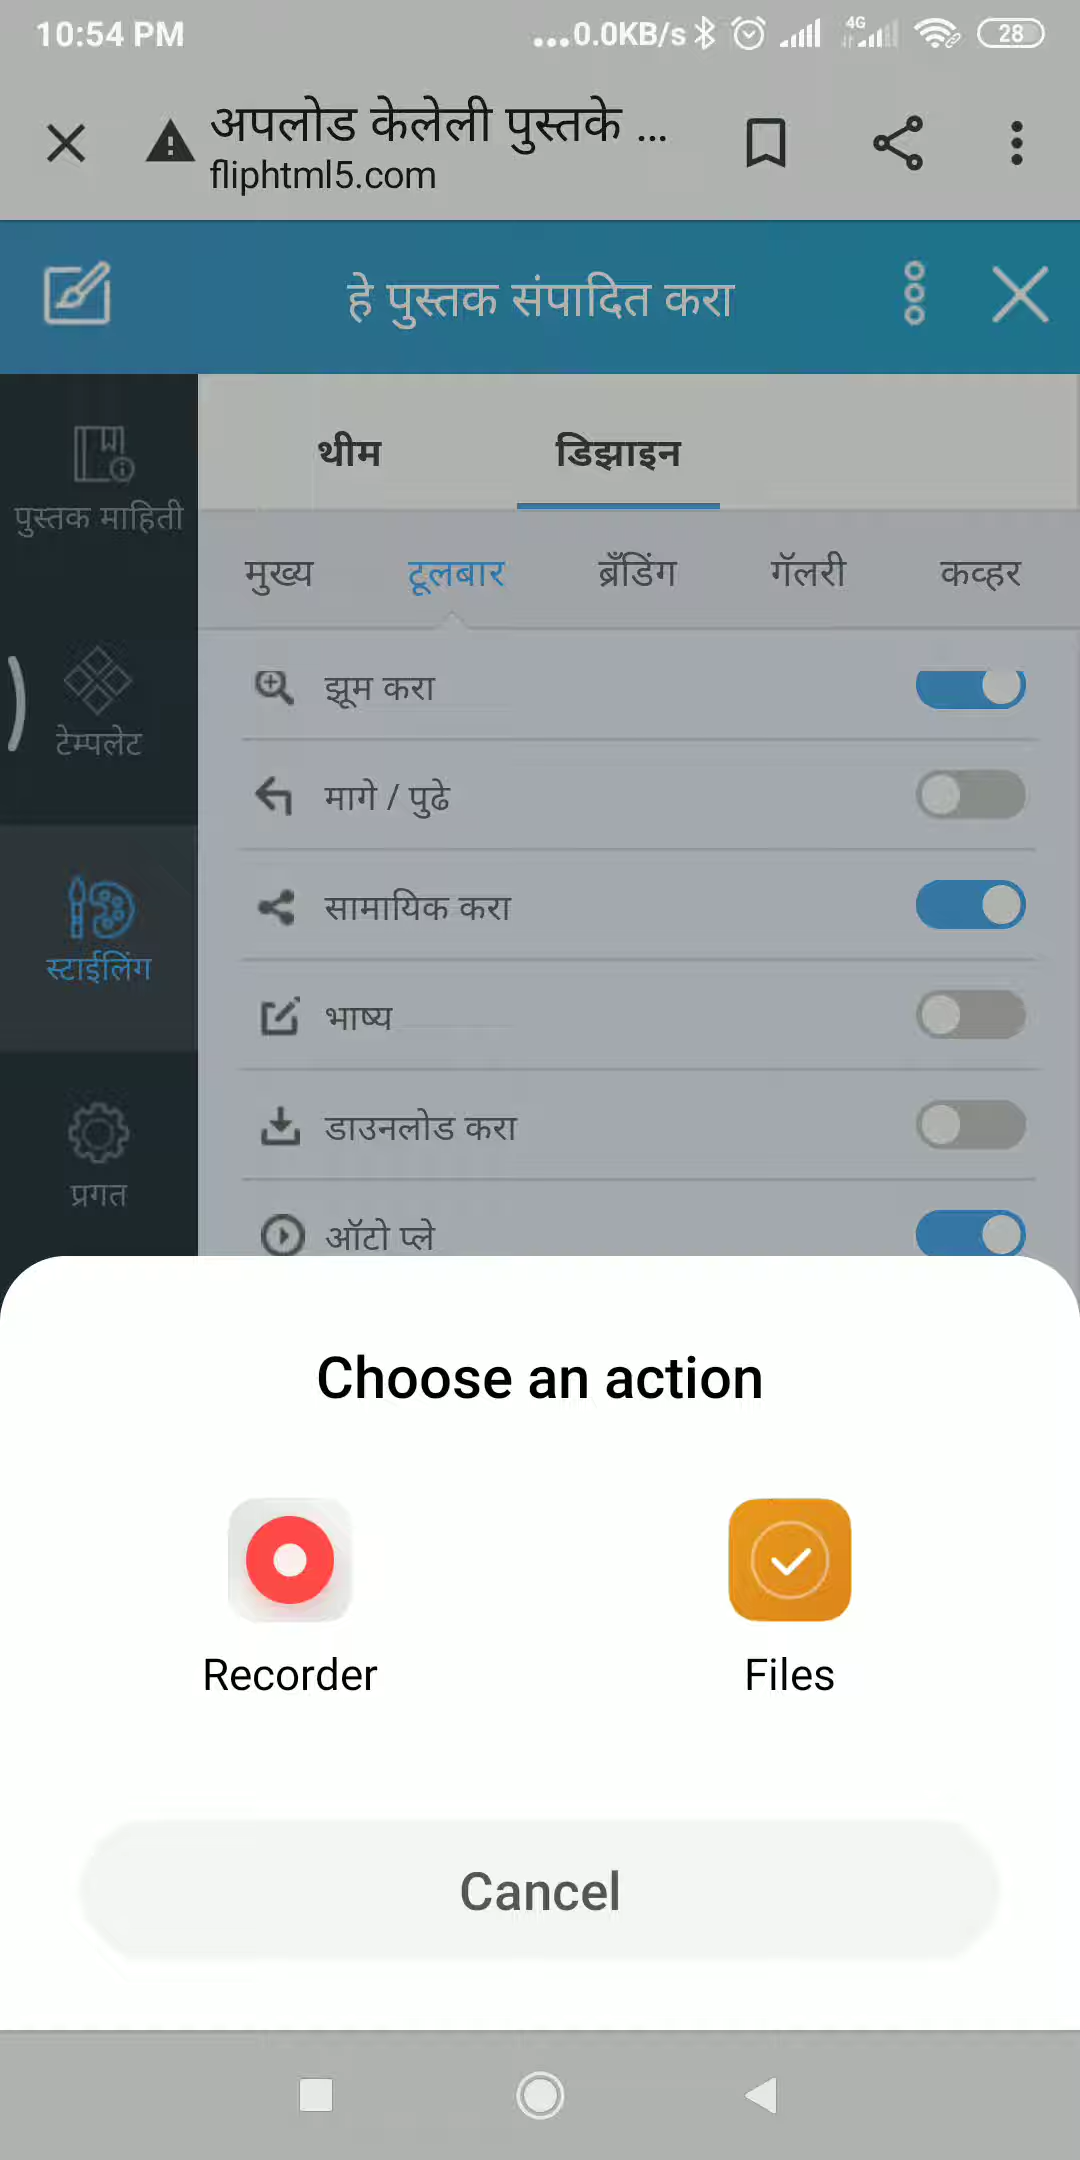 10:54 PM
...0.0KB/s 4G 28
अपलोड केलेली पुस्तके ...
fliphtml5.com
हे पुस्तक संपादित करा
थीम डिझाइन
पुस्तक माहिती
मुख्य टूलबार ब्रँडिंग गॅलरी कव्हर
झूम करा
टेम्पलेट
मागे / पुढे
सामायिक करा
स्टाईलिंग
भाष्य
डाउनलोड करा
प्रगत
ऑटो प्ले
Choose an action
Recorder Files
Cancel